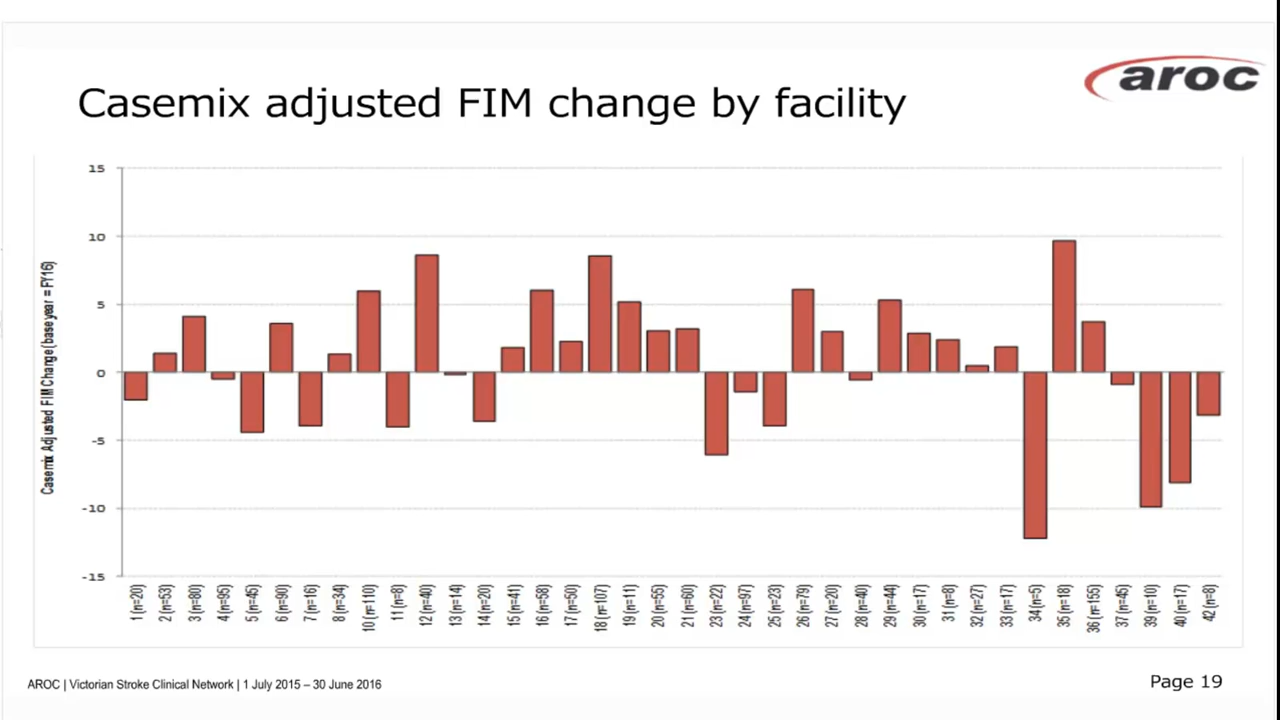 aroc
Casemix adjusted FIM change by facility
15
10
5
0
-5
-10
-15
Casemix Adjusted FIM Change (base year = FY16)
1 (n=20)
2 (n=53)
3 (n=80)
4 (n=95)
5 (n=45)
6 (n=90)
7 (n=16)
8 (n=34)
10 (n=110)
11 (n=8)
12 (n=40)
13 (n=14)
14 (n=20)
15 (n=41)
16 (n=58)
17 (n=50)
18 (n=107)
19 (n=11)
20 (n=55)
21 (n=60)
23 (n=22)
24 (n=97)
25 (n=23)
26 (n=79)
27 (n=20)
28 (n=40)
29 (n=44)
30 (n=17)
31 (n=8)
32 (n=27)
33 (n=17)
34 (n=5)
35 (n=18)
36 (n=155)
37 (n=45)
39 (n=10)
40 (n=17)
42 (n=8)
AROC | Victorian Stroke Clinical Network | 1 July 2015 – 30 June 2016
Page 19